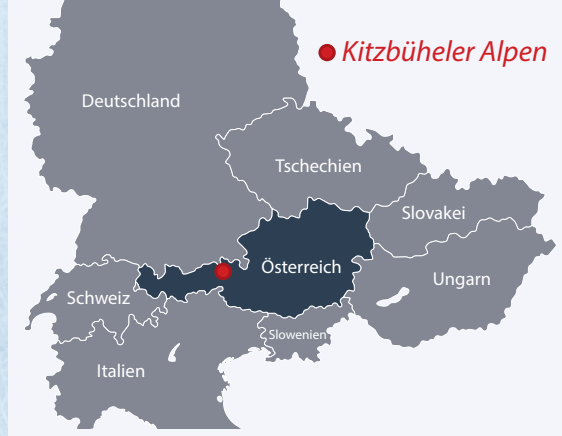 Kitzbüheler Alpen
Deutschland
Tschechien
Slovakei
Österreich
Ungarn
Schweiz
Slowenien
Italien